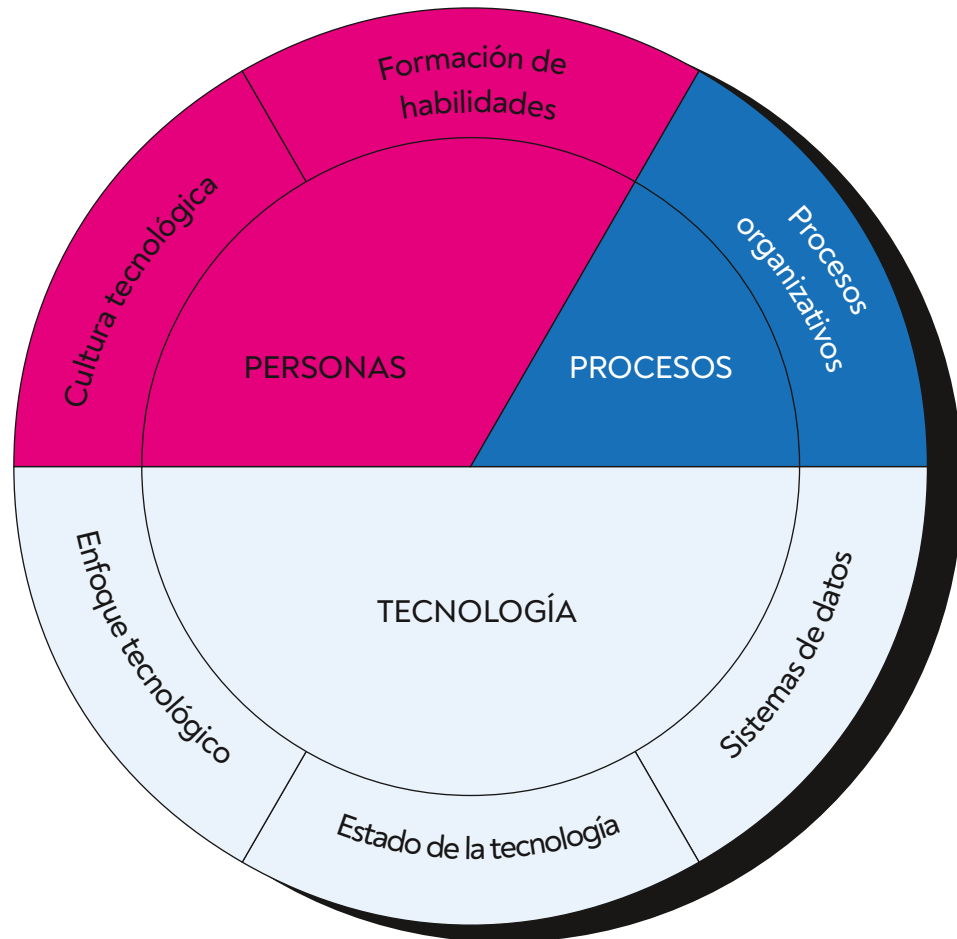 Formación de
habilidades
Cultura tecnológica
Procesos
organizativos
PERSONAS
PROCESOS
TECNOLOGÍA
Enfoque tecnológico
Sistemas de datos
Estado de la tecnología